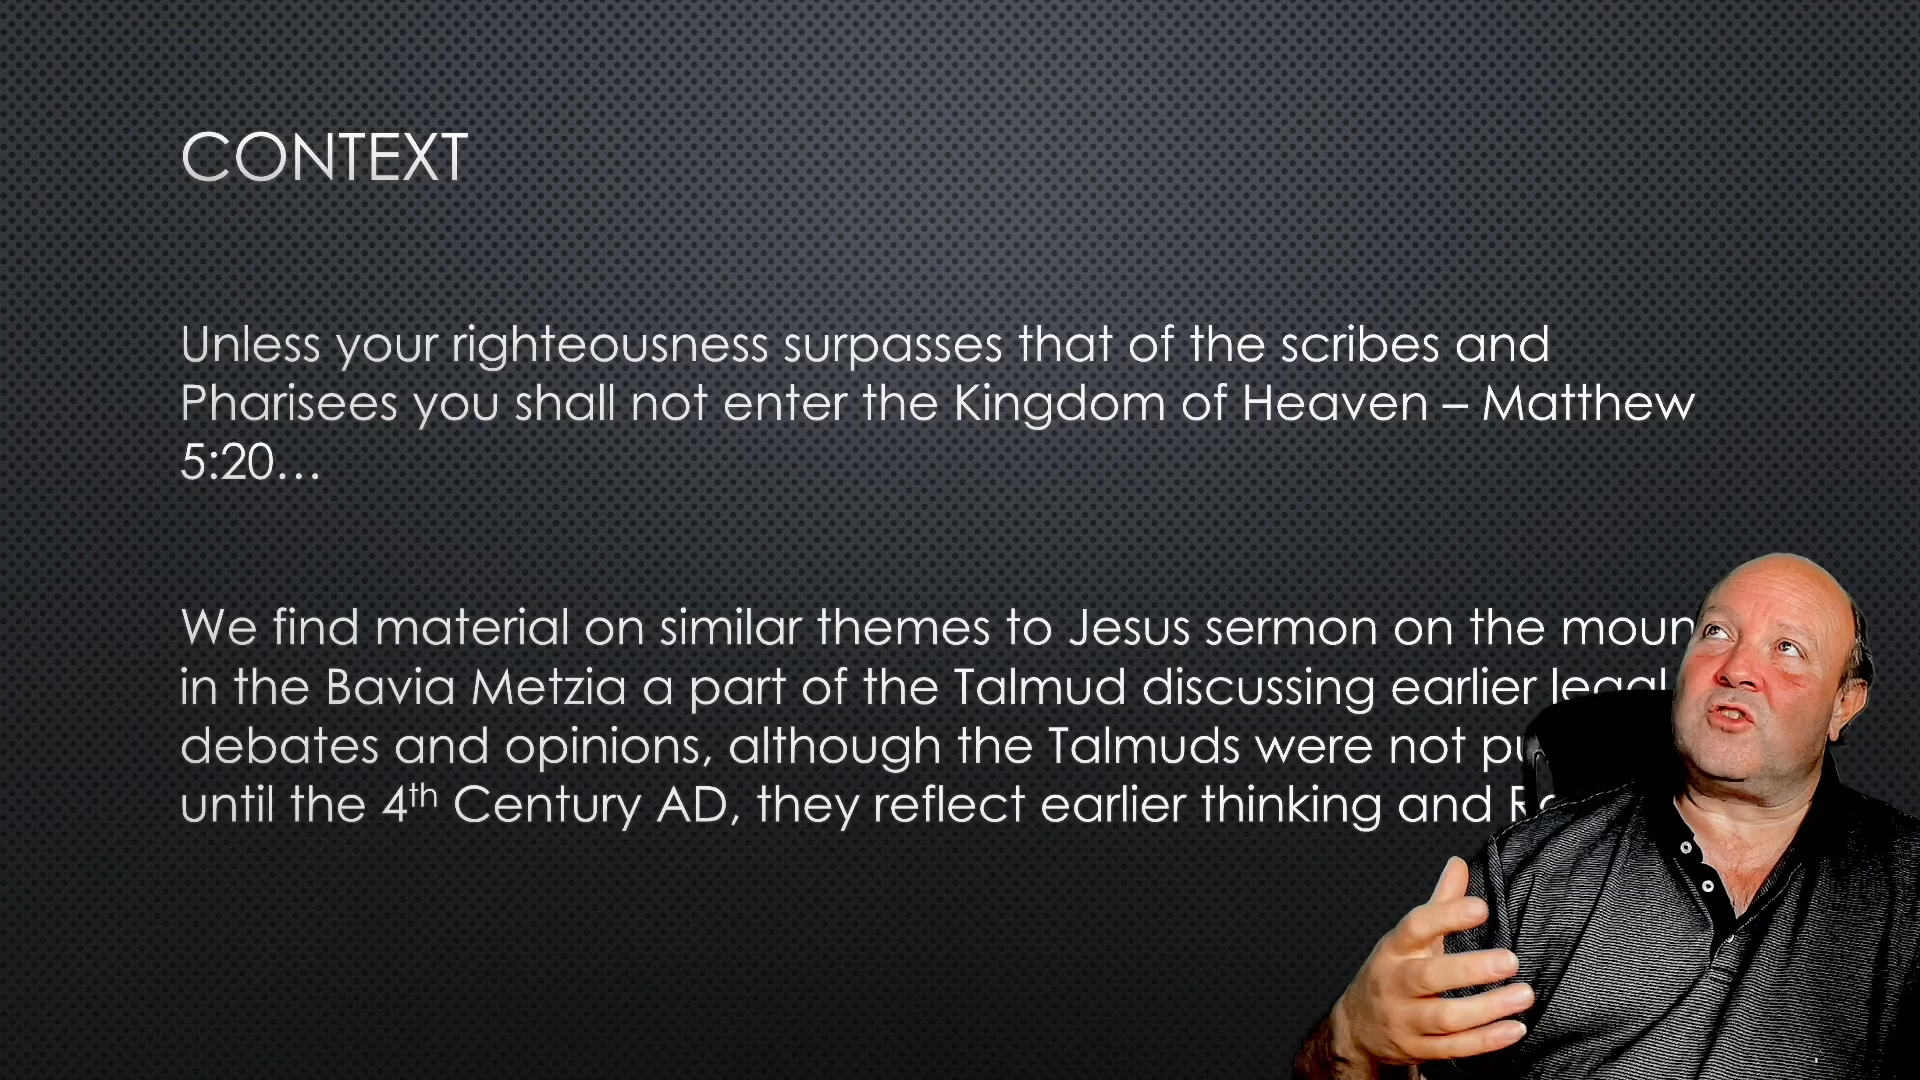 CONTEXT
Unless your righteousness surpasses that of the scribes and
Pharisees you shall not enter the Kingdom of Heaven – Matthew
5:20…
We find material on similar themes to Jesus sermon on the
in the Bavia Metzia a part of the Talmud discussing earlier legal
debates and opinions, although the Talmuds were not
until the 4th Century AD, they reflect earlier thinking and